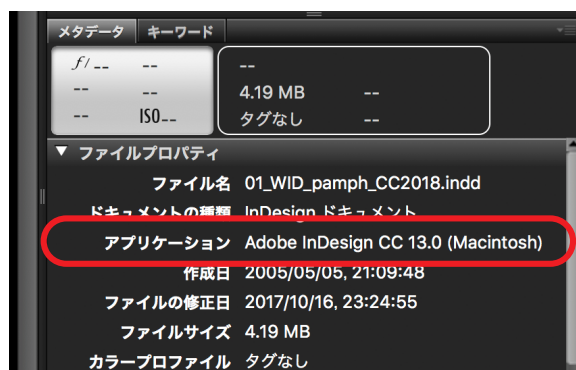 メタデータ キーワード
f/-- -- --
-- -- 4.19 MB --
-- ISO-- タグなし --
▼ ファイルプロパティ
ファイル名 01_WID_pamph_CC2018.indd
ドキュメントの種類 InDesign ドキュメント
アプリケーション Adobe InDesign CC 13.0 (Macintosh)
作成日 2005/05/05, 21:09:48
ファイルの修正日 2017/10/16, 23:24:55
ファイルサイズ 4.19 MB
カラープロファイル タグなし